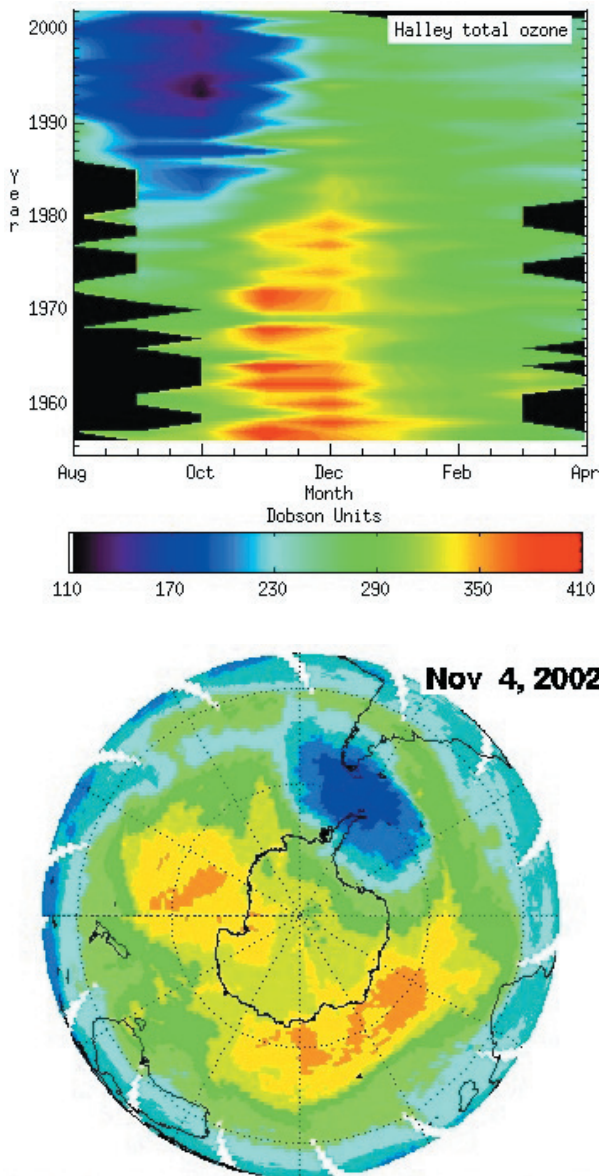 Halley total ozone
2000
1990
1980
1970
1960
Year
Aug Oct Dec Feb Apr
Month
Dobson Units
110 170 230 290 350 410
Nov 4, 2002